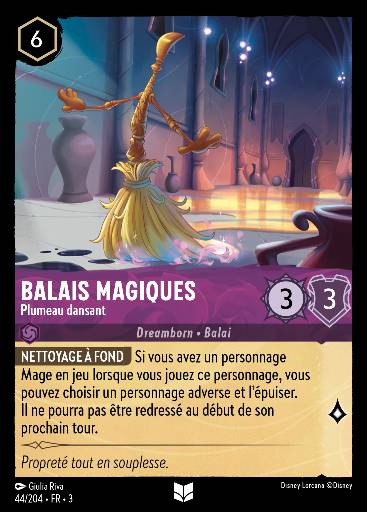 6
BALAIS MAGIQUES
Plumeau dansant
3
3
Dreamborn • Balai
NETTOYAGE À FOND Si vous avez un personnage
Mage en jeu lorsque vous jouez ce personnage, vous
pouvez choisir un personnage adverse et l'épuiser.
Il ne pourra pas être redressé au début de son
prochain tour.
Propreté tout en souplesse.
Giulia Riva
Disney Lorcana ©Disney
44/204 • FR • 3